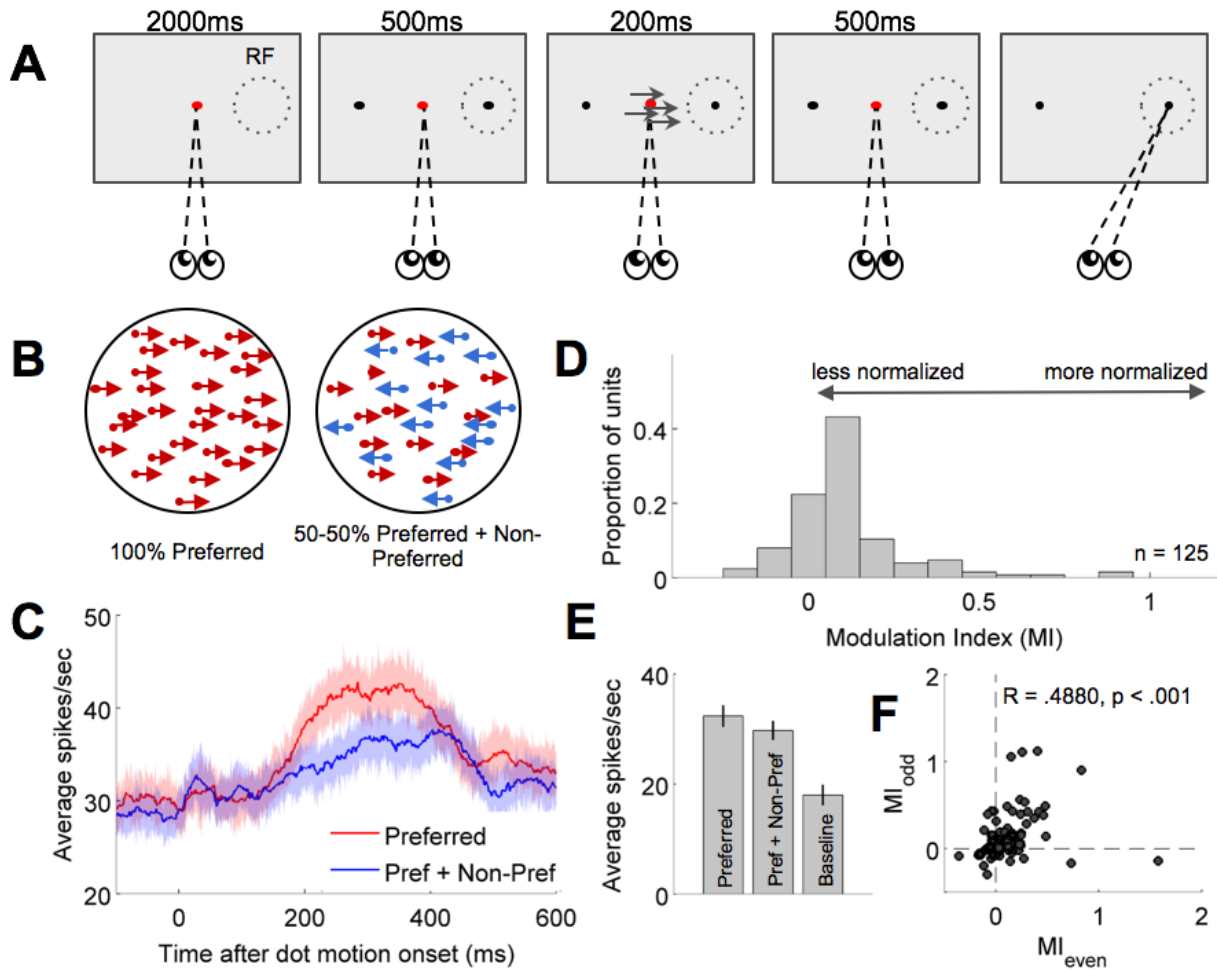 2000ms
500ms
200ms
500ms
A
RF
B
100% Preferred
50-50% Preferred + Non-
Preferred
C
50
40
30
20
Average spikes/sec
Preferred
Pref + Non-Pref
0
200
400
600
Time after dot motion onset (ms)
D
less normalized
more normalized
0.4
0.2
0
Proportion of units
n = 125
0
0.5
1
Modulation Index (MI)
E
40
20
0
Average spikes/sec
Preferred
Pref + Non-Pref
Baseline
F
R = .4880, p < .001
2
1
0
MIodd
0
1
2
MIeven